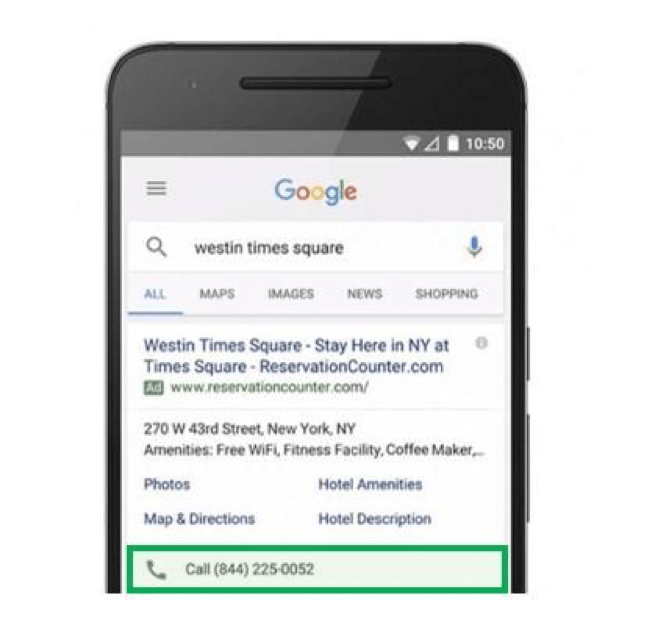 10:50
Google
westin times square
ALL MAPS IMAGES NEWS SHOPPING
Westin Times Square - Stay Here in NY at
Times Square - ReservationCounter.com
Ad www.reservationcounter.com/
270 W 43rd Street, New York, NY
Amenities: Free WiFi, Fitness Facility, Coffee Maker,...
Photos Hotel Amenities
Map & Directions Hotel Description
Call (844) 225-0052